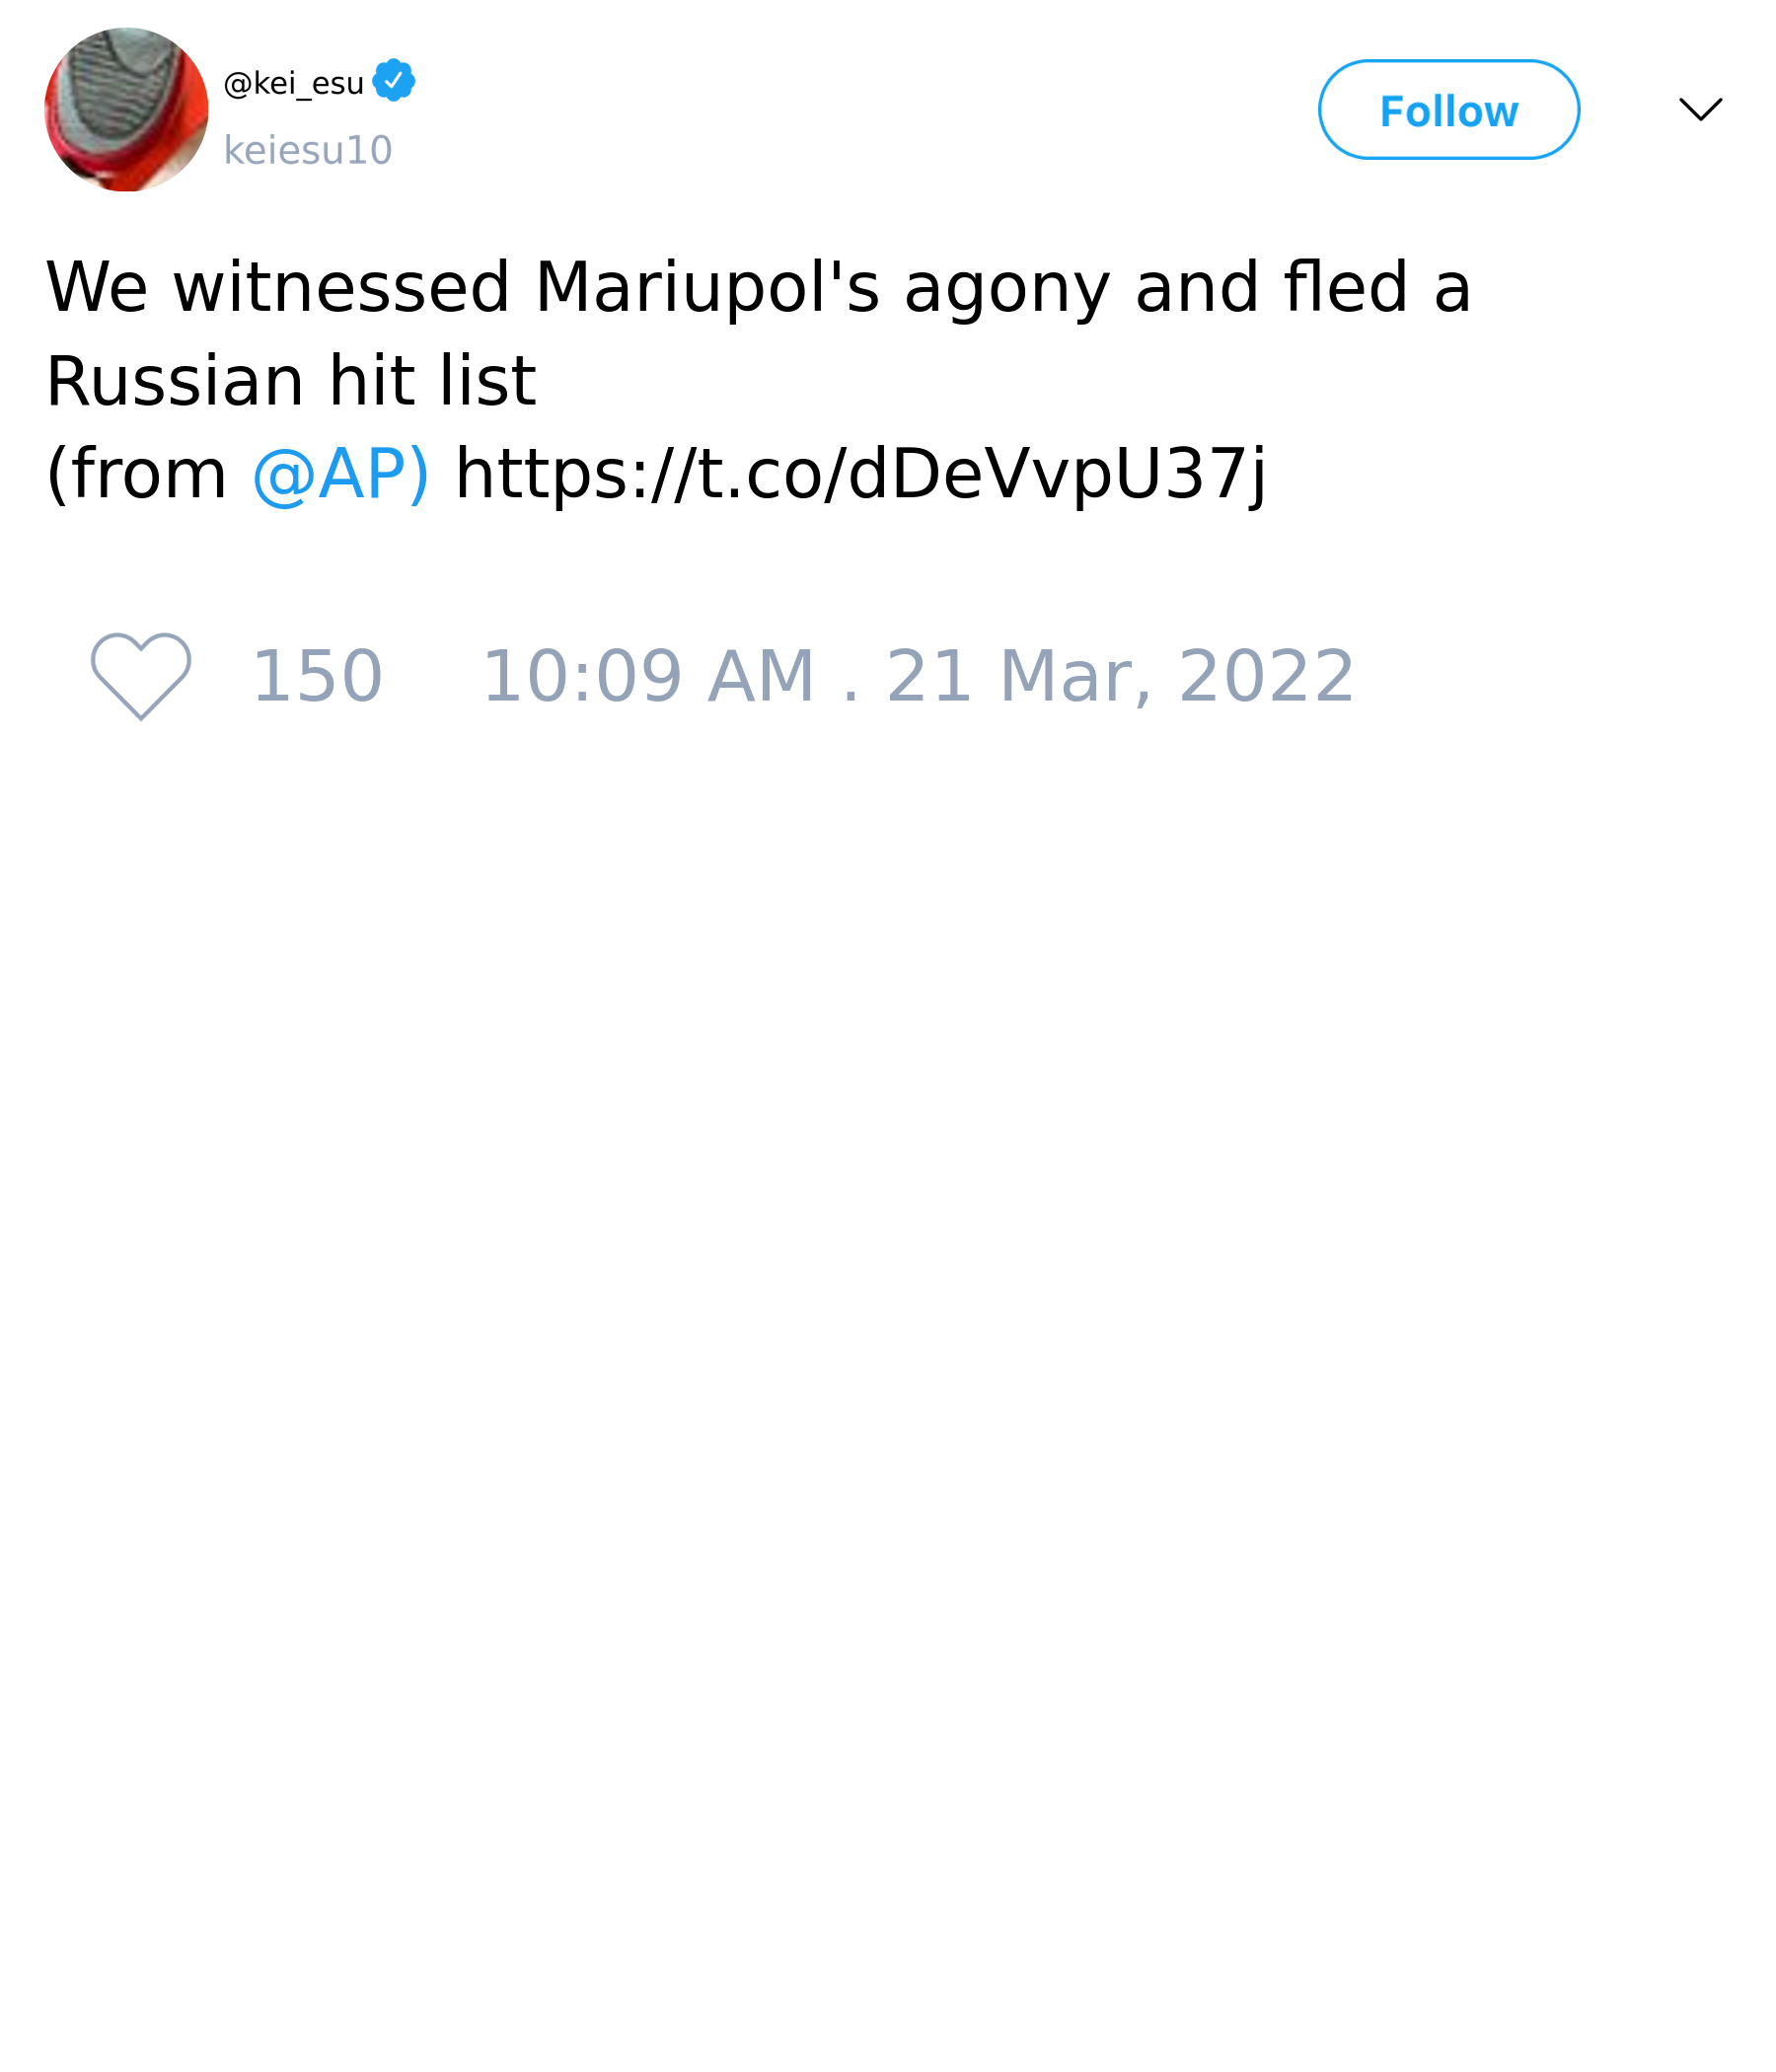 @kei_esu
keiesu10
Follow
We witnessed Mariupol's agony and fled a
Russian hit list
(from @AP) https://t.co/dDeVvpU37j
150 10:09 AM . 21 Mar, 2022